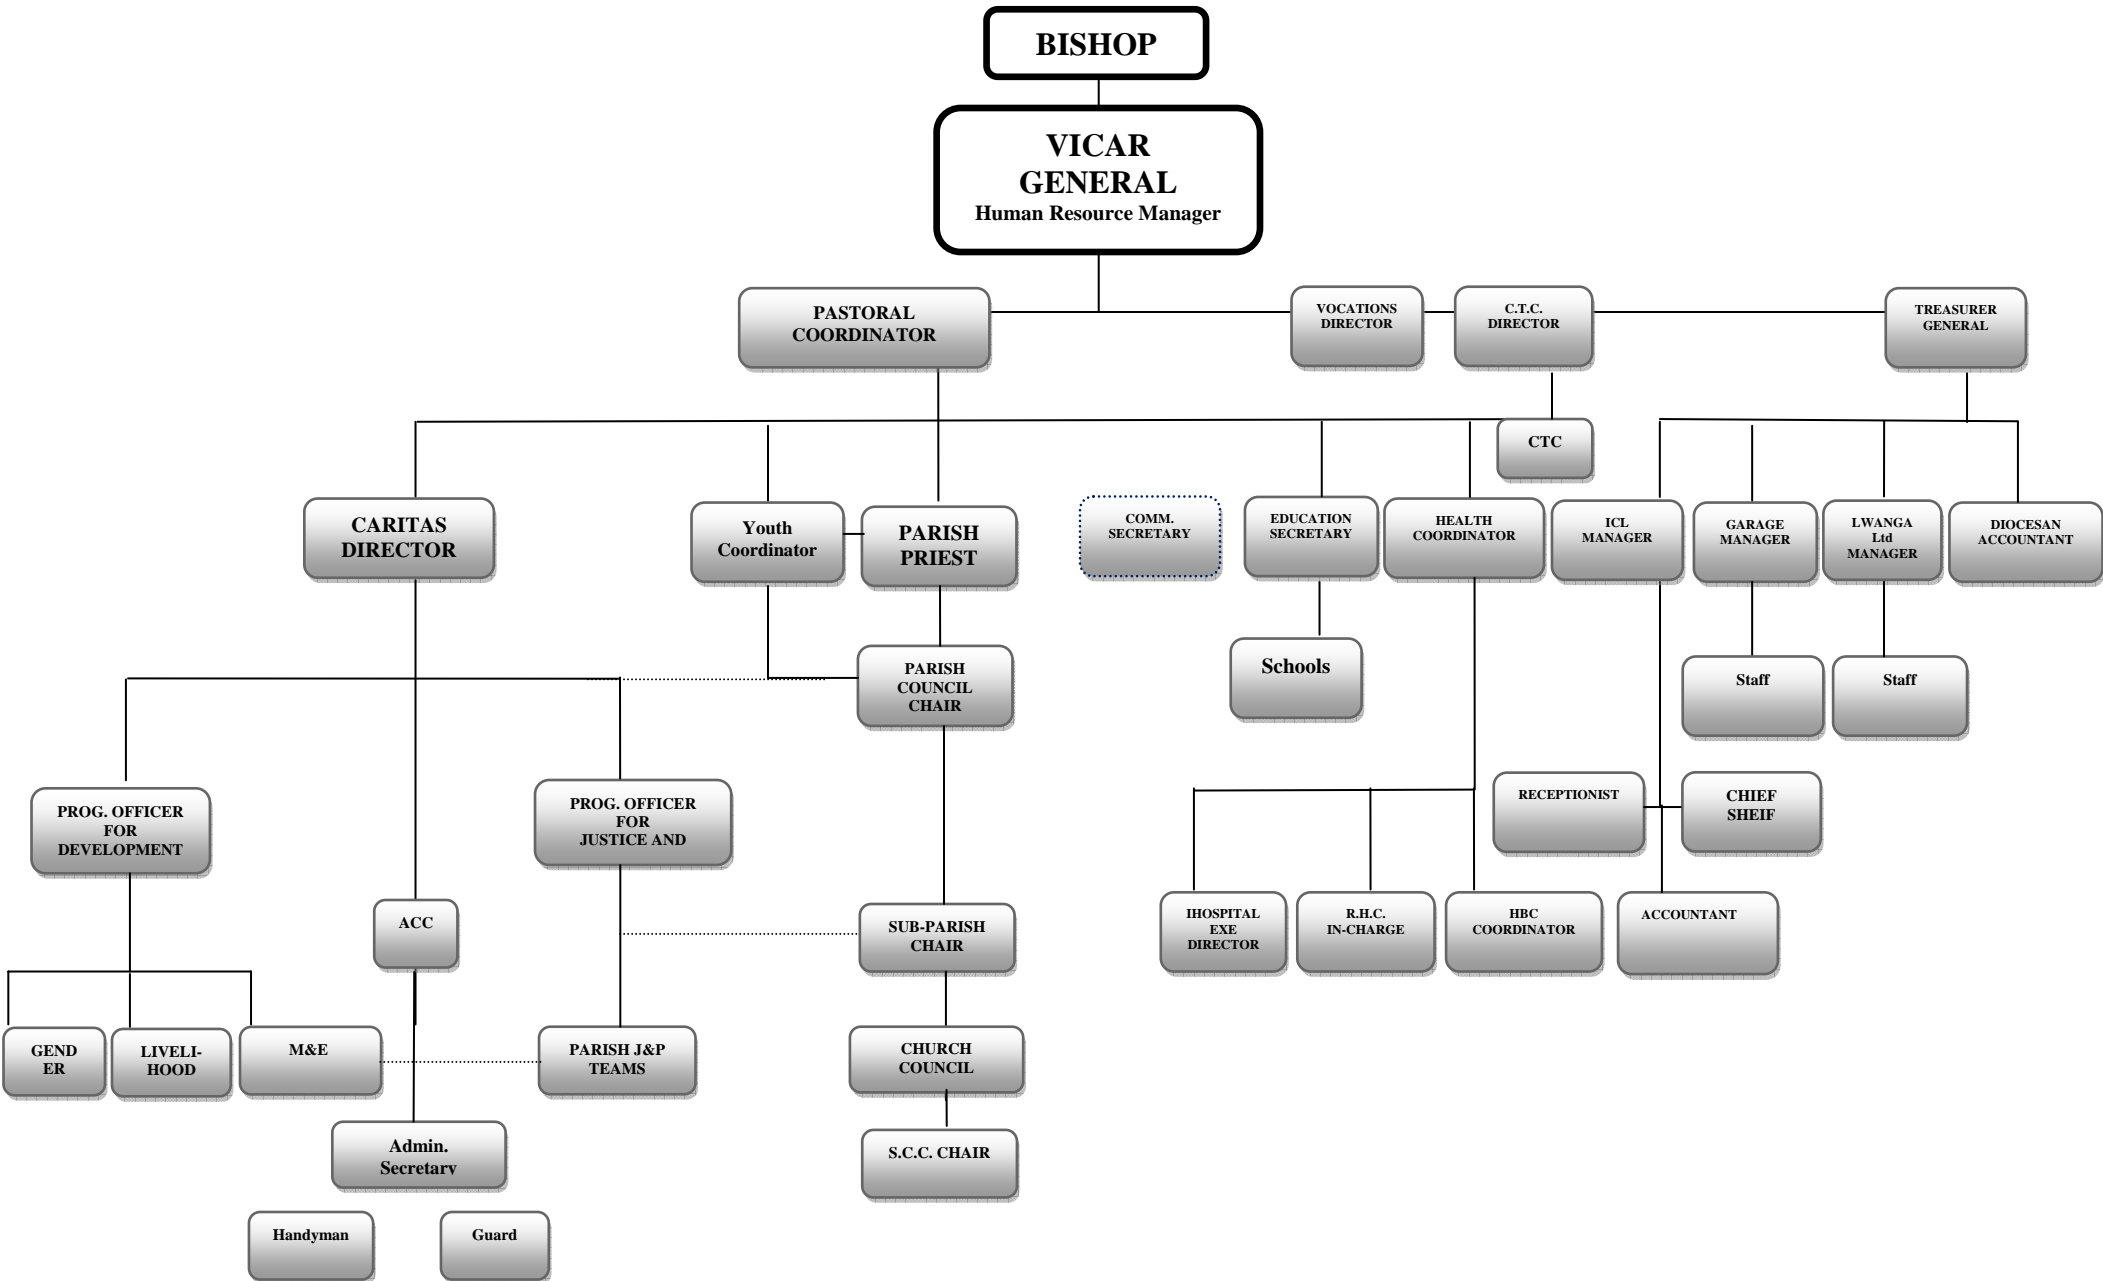 BISHOP
VICAR
GENERAL
Human Resource Manager
PASTORAL
COORDINATOR
VOCATIONS
DIRECTOR
C.T.C.
DIRECTOR
TREASURER
GENERAL
CTC
CARITAS
DIRECTOR
Youth
Coordinator
PARISH
PRIEST
COMM.
SECRETARY
EDUCATION
SECRETARY
HEALTH
COORDINATOR
ICL
MANAGER
GARAGE
MANAGER
LWANGA
Ltd
MANAGER
DIOCESAN
ACCOUNTANT
Schools
PARISH
COUNCIL
CHAIR
Staff
Staff
PROG. OFFICER
FOR
DEVELOPMENT
PROG. OFFICER
FOR
JUSTICE AND
RECEPTIONIST
CHIEF
SHEIF
ACC
SUB-PARISH
CHAIR
IHOSPITAL
EXE
DIRECTOR
R.H.C.
IN-CHARGE
HBC
COORDINATOR
ACCOUNTANT
GEND
ER
LIVELI-
HOOD
M&E
PARISH J&P
TEAMS
CHURCH
COUNCIL
Admin.
Secretary
S.C.C. CHAIR
Handyman
Guard